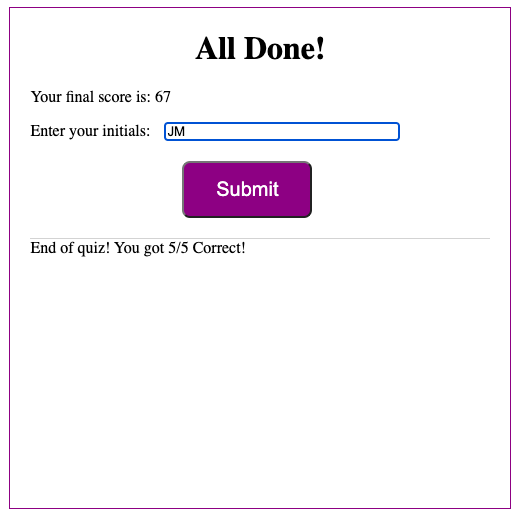 All Done!
Your final score is: 67
Enter your initials: JM
Submit
End of quiz! You got 5/5 Correct!